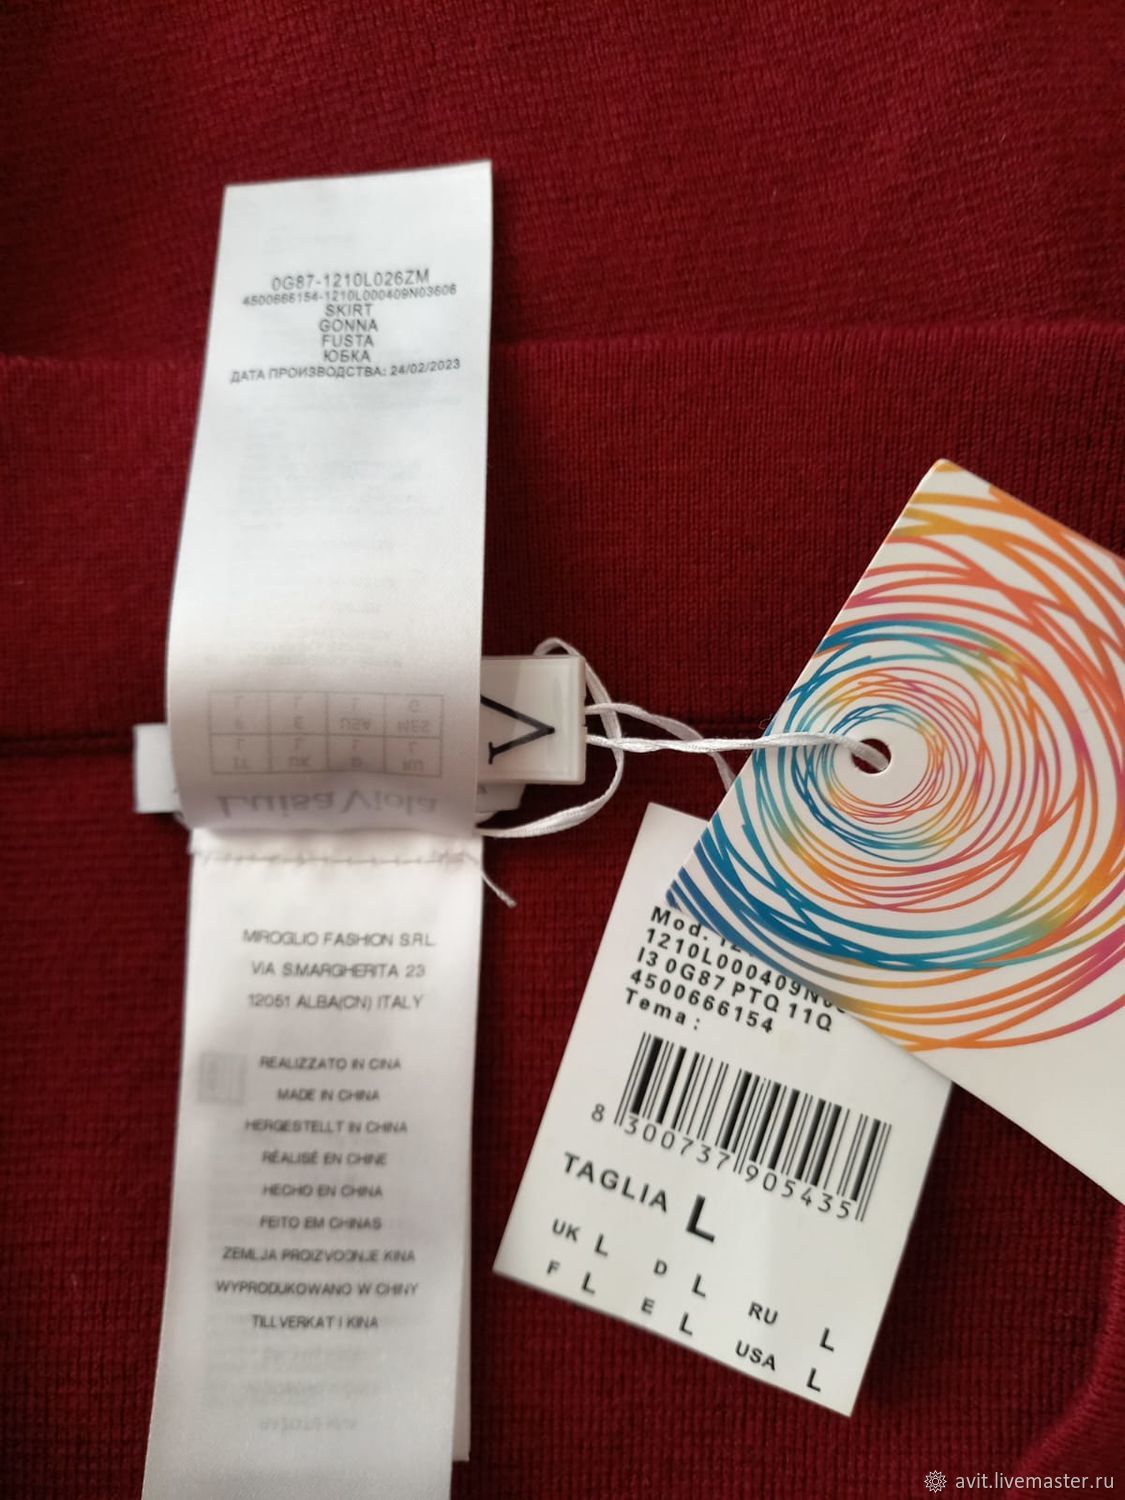 0G87-1210L026ZM
4500666154-1210L000409N03606
SKIRT
GONNA
FUSTA
ЮБКА
ДАТА ПРОИЗВОДСТВА: 24/02/2023
V
Luisa Viola
MIROGLIO FASHION S.R.L.
VIA S.MARGHERITA 23
12051 ALBA(CN) ITALY
REALIZZATO IN CINA
MADE IN CHINA
HERGESTELLT IN CHINA
RÉALISÉ EN CHINE
HECHO EN CHINA
FEITO EM CHINAS
ZEMLJA PROIZVODNJE KINA
WYPRODUKOWANO W CHINY
TILLVERKAT I KINA
Mod.
1210L000409N0
I3 0G87 PTQ 11Q
4500666154
Tema :
8 300737 905435
TAGLIA L
UK L D L RU L
F L E L USA L
avit.livemaster.ru